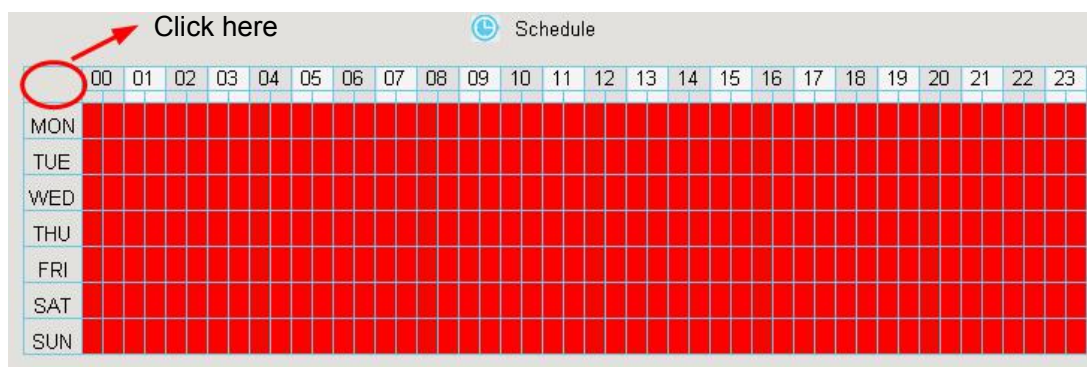 Click here
Schedule
00 01 02 03 04 05 06 07 08 09 10 11 12 13 14 15 16 17 18 19 20 21 22 23
MON
TUE
WED
THU
FRI
SAT
SUN